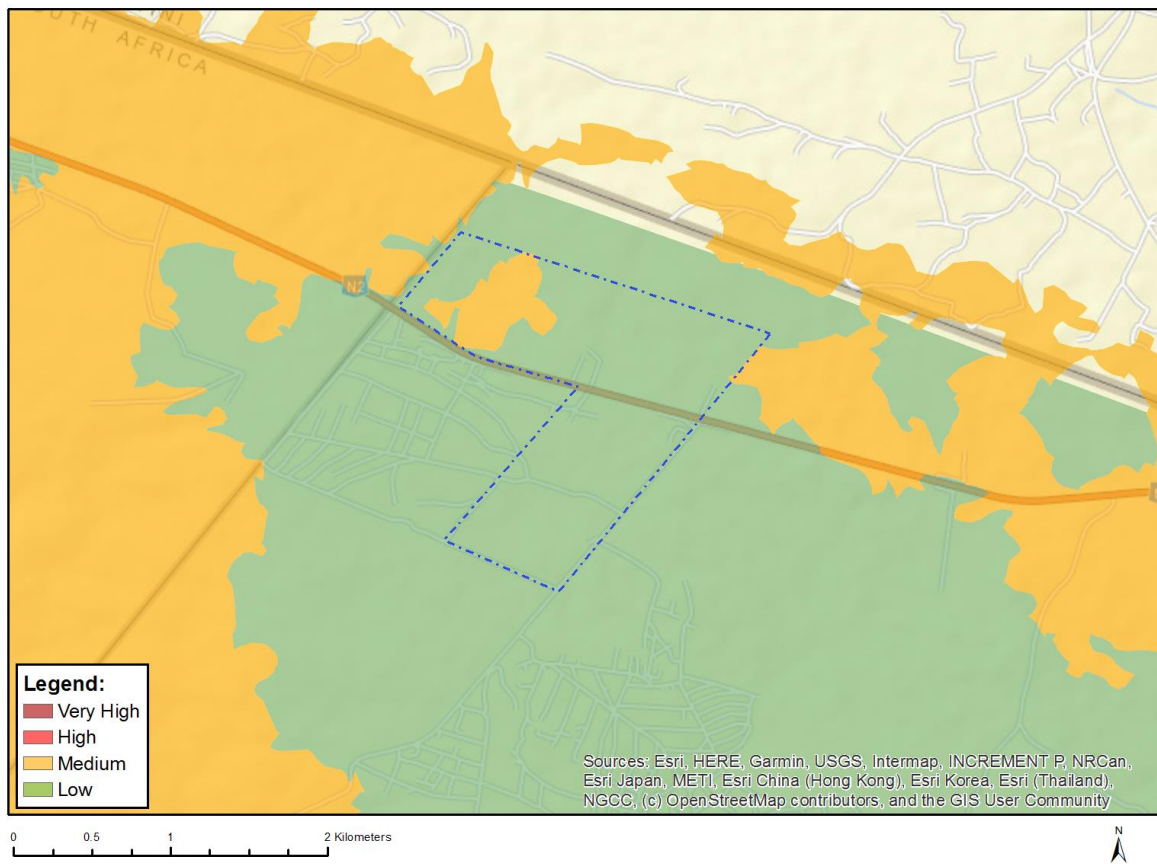 INI
OUTH AFRICA
N2
Legend:
Very High
High
Medium
Low
Sources: Esri, HERE, Garmin, USGS, Intermap, INCREMENT P, NRCan,
Esri Japan, METI, Esri China (Hong Kong), Esri Korea, Esri (Thailand),
NGCC, (c) OpenStreetMap contributors, and the GIS User Community
0 0.5 1 2 Kilometers
N